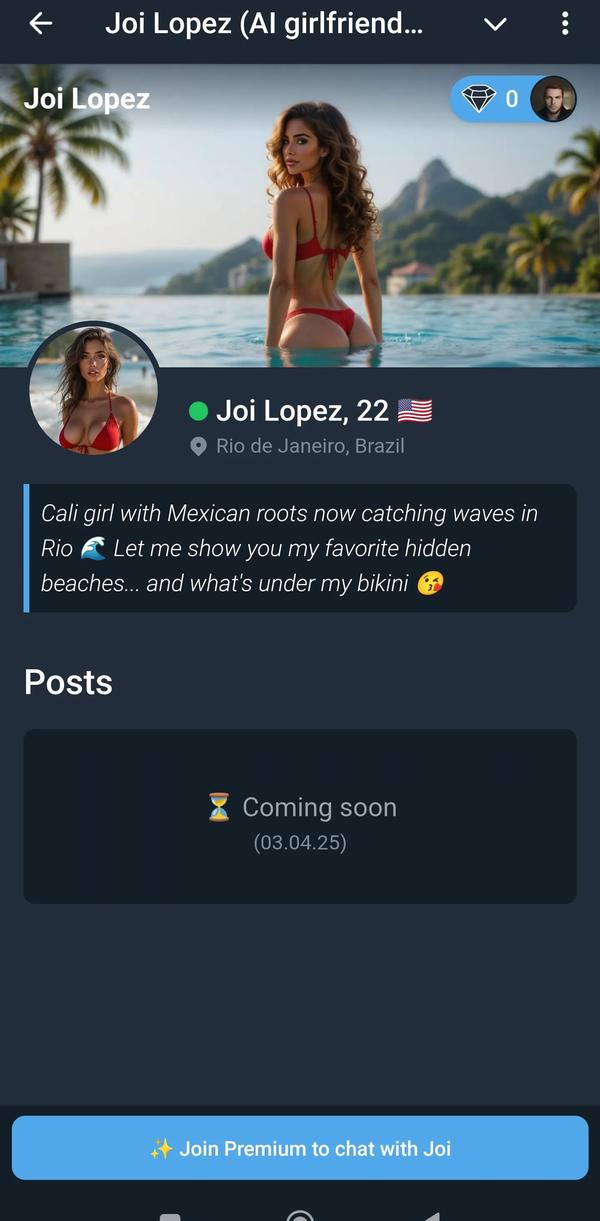 Joi Lopez (AI girlfriend...
Joi Lopez
0
Joi Lopez, 22 🇺🇸
Rio de Janeiro, Brazil
Cali girl with Mexican roots now catching waves in
Rio 🌊 Let me show you my favorite hidden
beaches... and what's under my bikini 😘
Posts
⏳ Coming soon
(03.04.25)
✨ Join Premium to chat with Joi